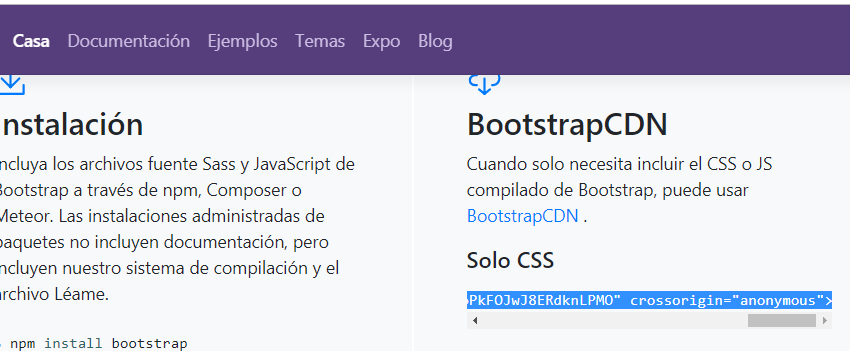 Casa Documentación Ejemplos Temas Expo Blog
nstalación
ncluya los archivos fuente Sass y JavaScript de
Bootstrap a través de npm, Composer o
Meteor. Las instalaciones administradas de
paquetes no incluyen documentación, pero
incluyen nuestro sistema de compilación y el
archivo Léame.
npm install bootstrap
BootstrapCDN
Cuando solo necesita incluir el CSS o JS
compilado de Bootstrap, puede usar
BootstrapCDN .
Solo CSS
PkFOJwJ8ERdknLPMO" crossorigin="anonymous">